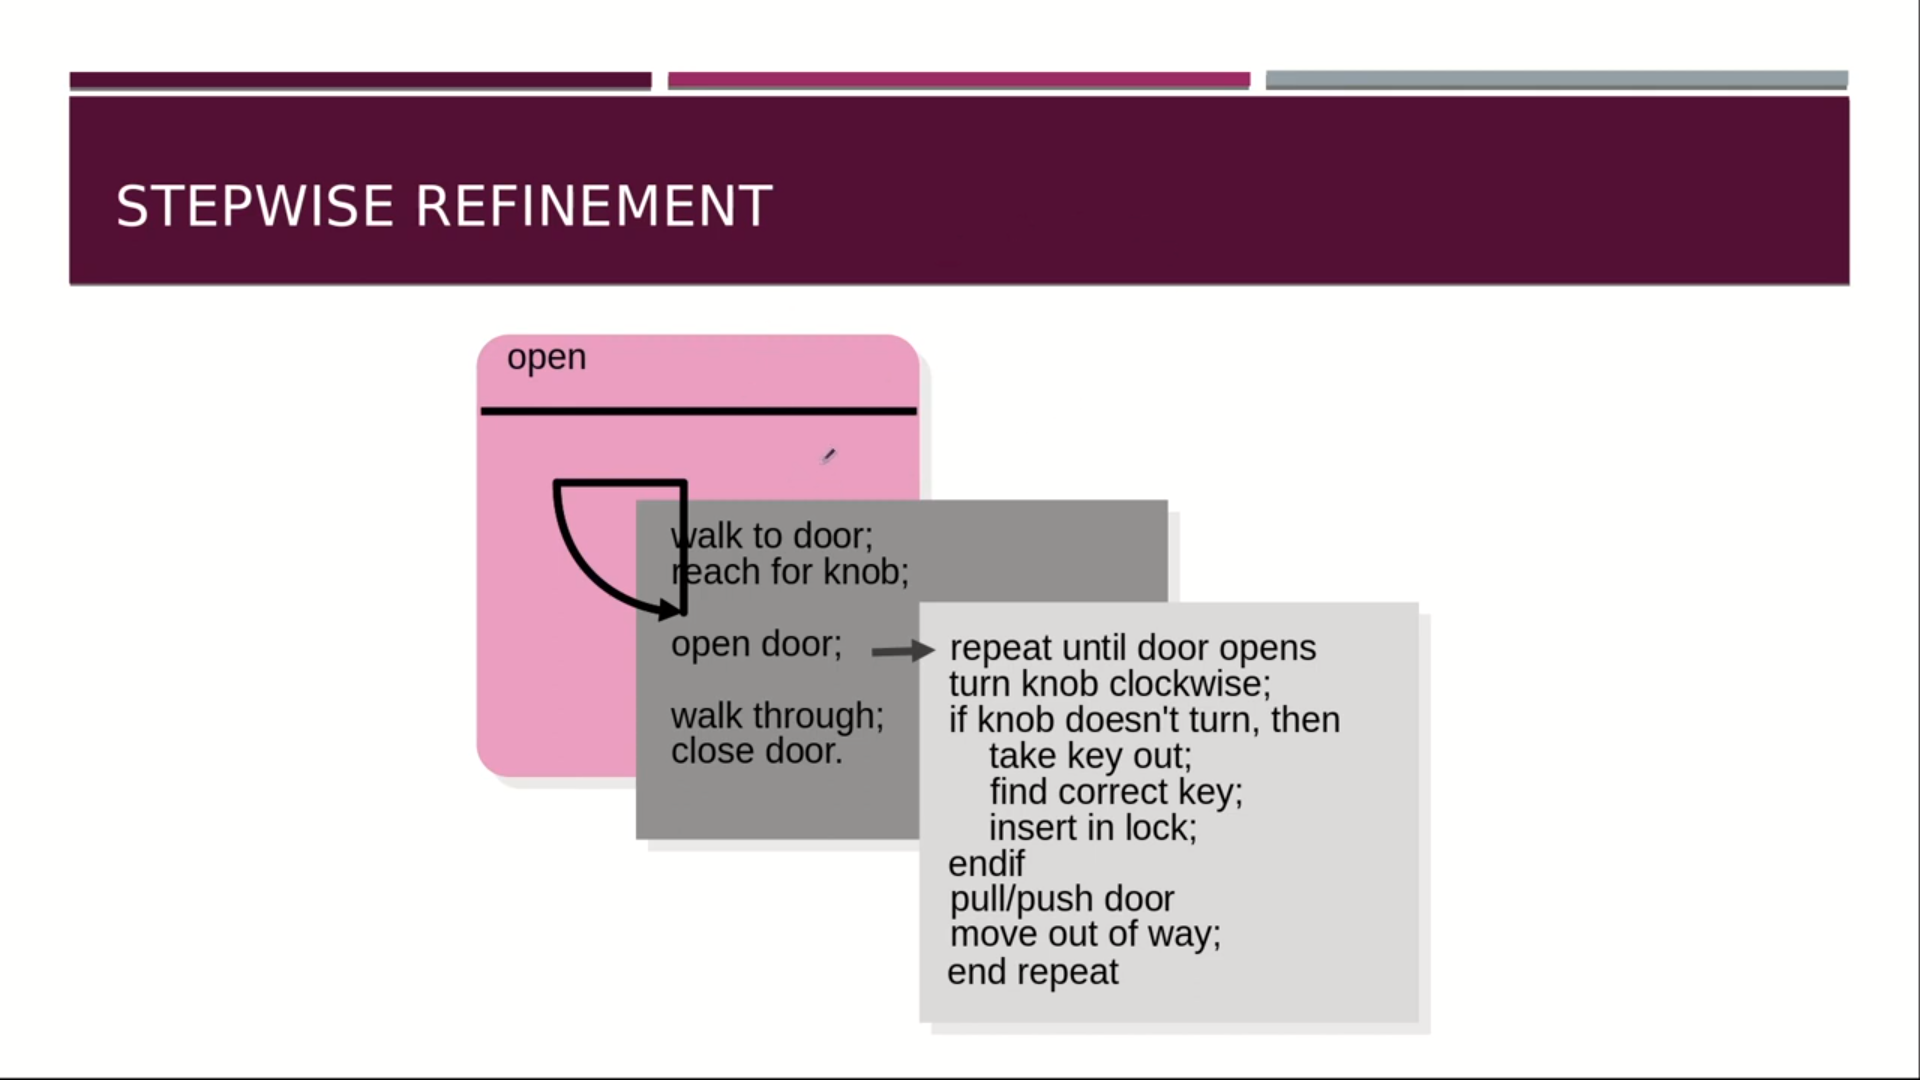 STEPWISE REFINEMENT
open
walk to door;
reach for knob;
open door;
walk through;
close door.
repeat until door opens
turn knob clockwise;
if knob doesn't turn, then
take key out;
find correct key;
insert in lock;
endif
pull/push door
move out of way;
end repeat